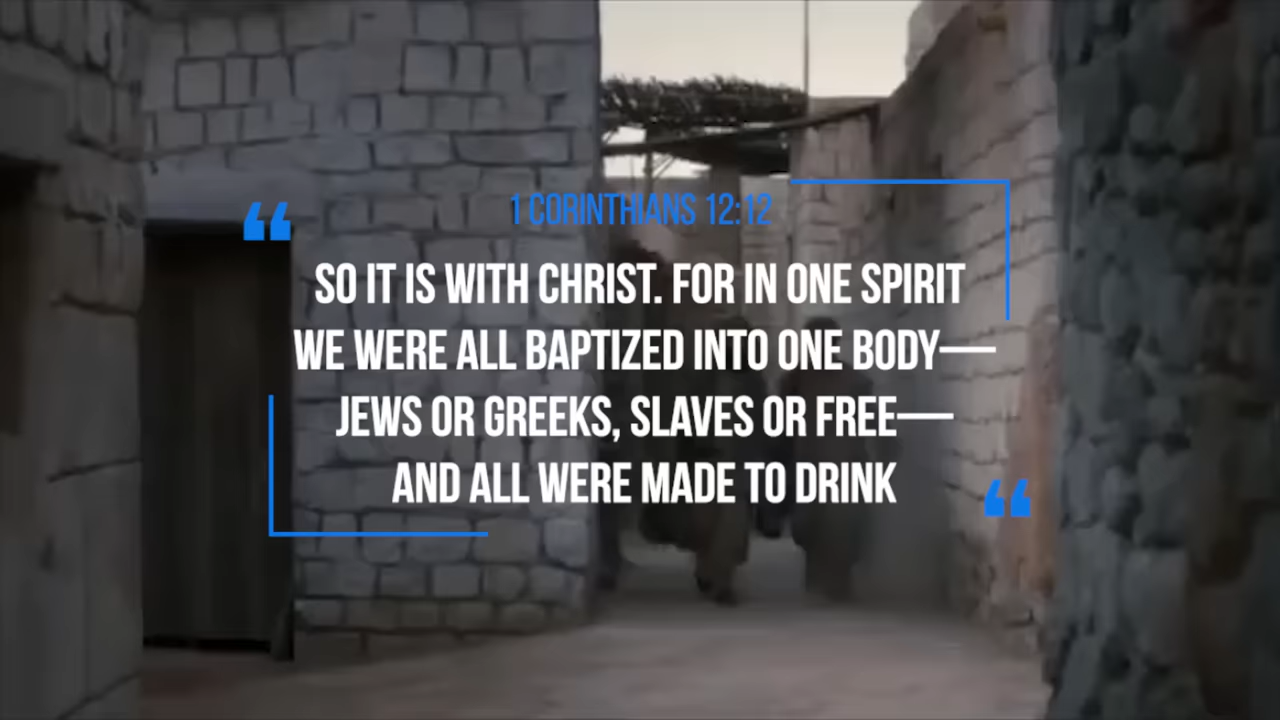 1 CORINTHIANS 12:12
“
SO IT IS WITH CHRIST. FOR IN ONE SPIRIT
WE WERE ALL BAPTIZED INTO ONE BODY—
JEWS OR GREEKS, SLAVES OR FREE—
AND ALL WERE MADE TO DRINK
“